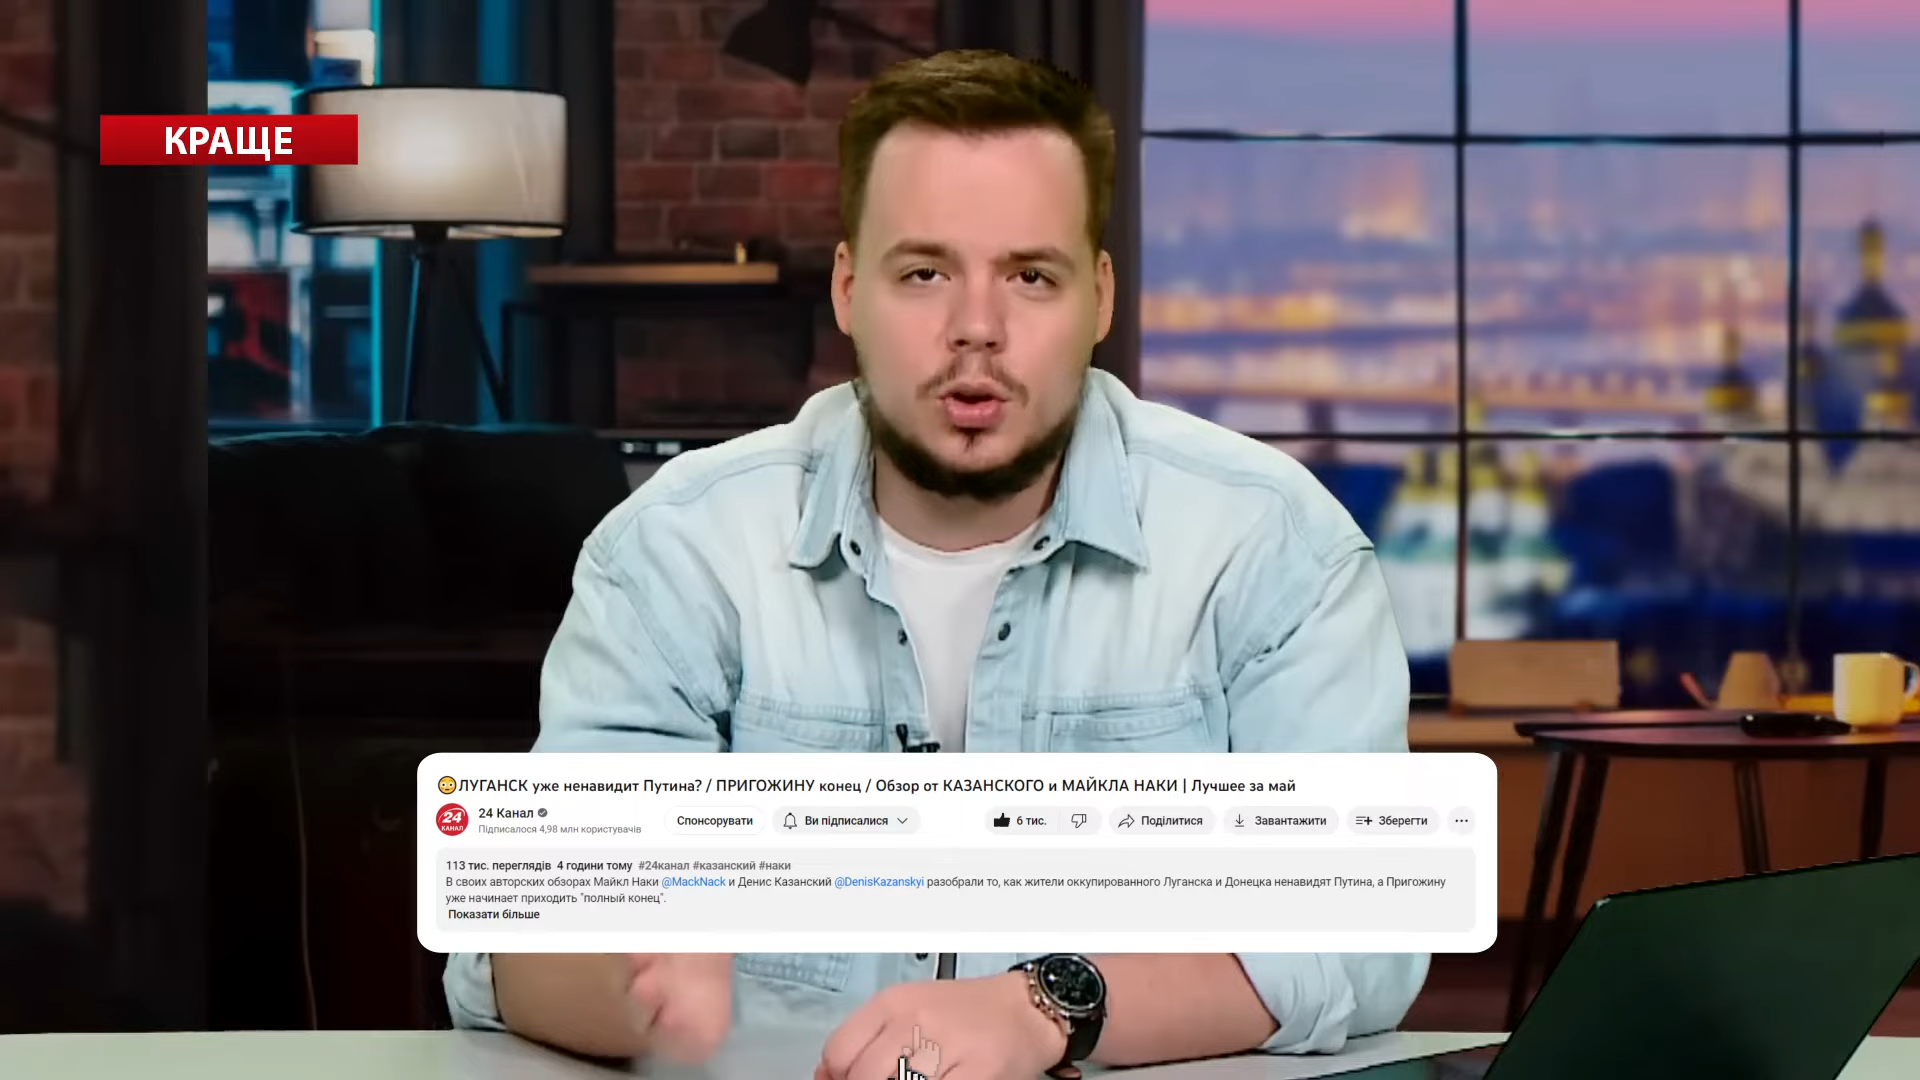 КРАЩЕ
😳ЛУГАНСК уже ненавидит Путина? / ПРИГОЖИНУ конец / Обзор от КАЗАНСКОГО и МАЙКЛА НАКИ | Лучшее за май
24 КАНАЛ
24 Канал
Підписалося 4,98 млн користувачів
Спонсорувати
Ви підписалися
6 тис.
Поділитися
Завантажити
Зберегти
113 тис. переглядів 4 години тому #24канал #казанский #наки
В своих авторских обзорах Майкл Наки @MackNack и Денис Казанский @DenisKazanskyi разобрали то, как жители оккупированного Луганска и Донецка ненавидят Путина, а Пригожину
уже начинает приходить "полный конец".
Показати більше